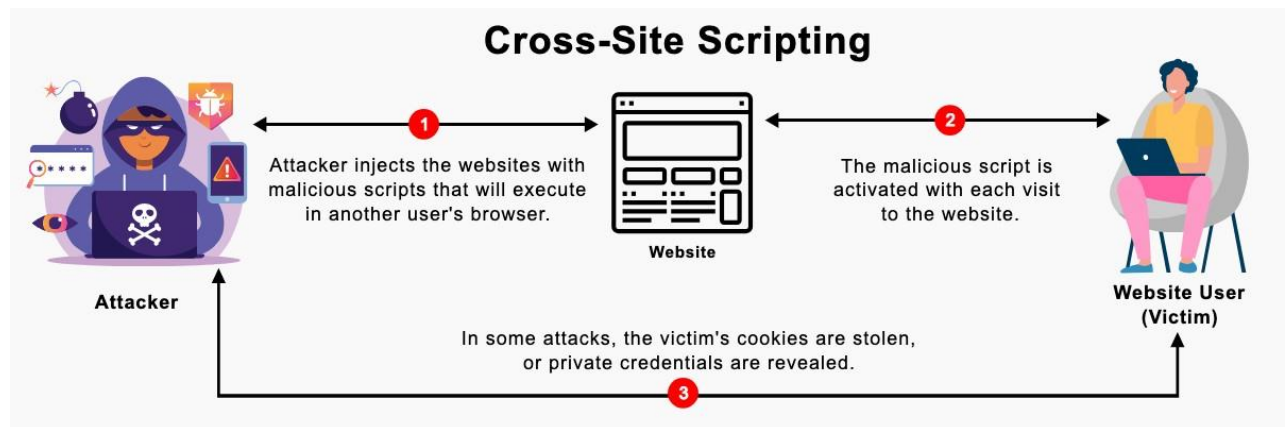 Cross-Site Scripting
1
Attacker injects the websites with
malicious scripts that will execute
in another user's browser.
Website
2
The malicious script is
activated with each visit
to the website.
Attacker
Website User
(Victim)
In some attacks, the victim's cookies are stolen,
or private credentials are revealed.
3